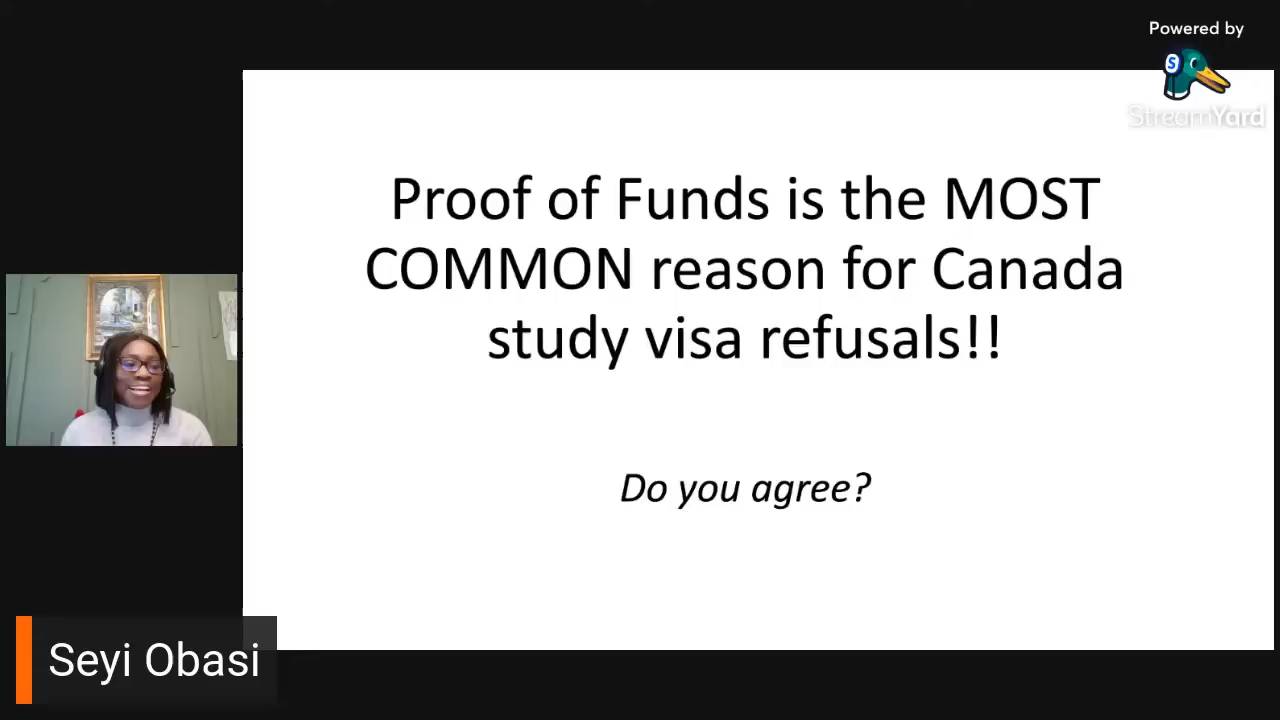 Powered by
S
StreamYard
Proof of Funds is the MOST
COMMON reason for Canada
study visa refusals!!
Do you agree?
Seyi Obasi